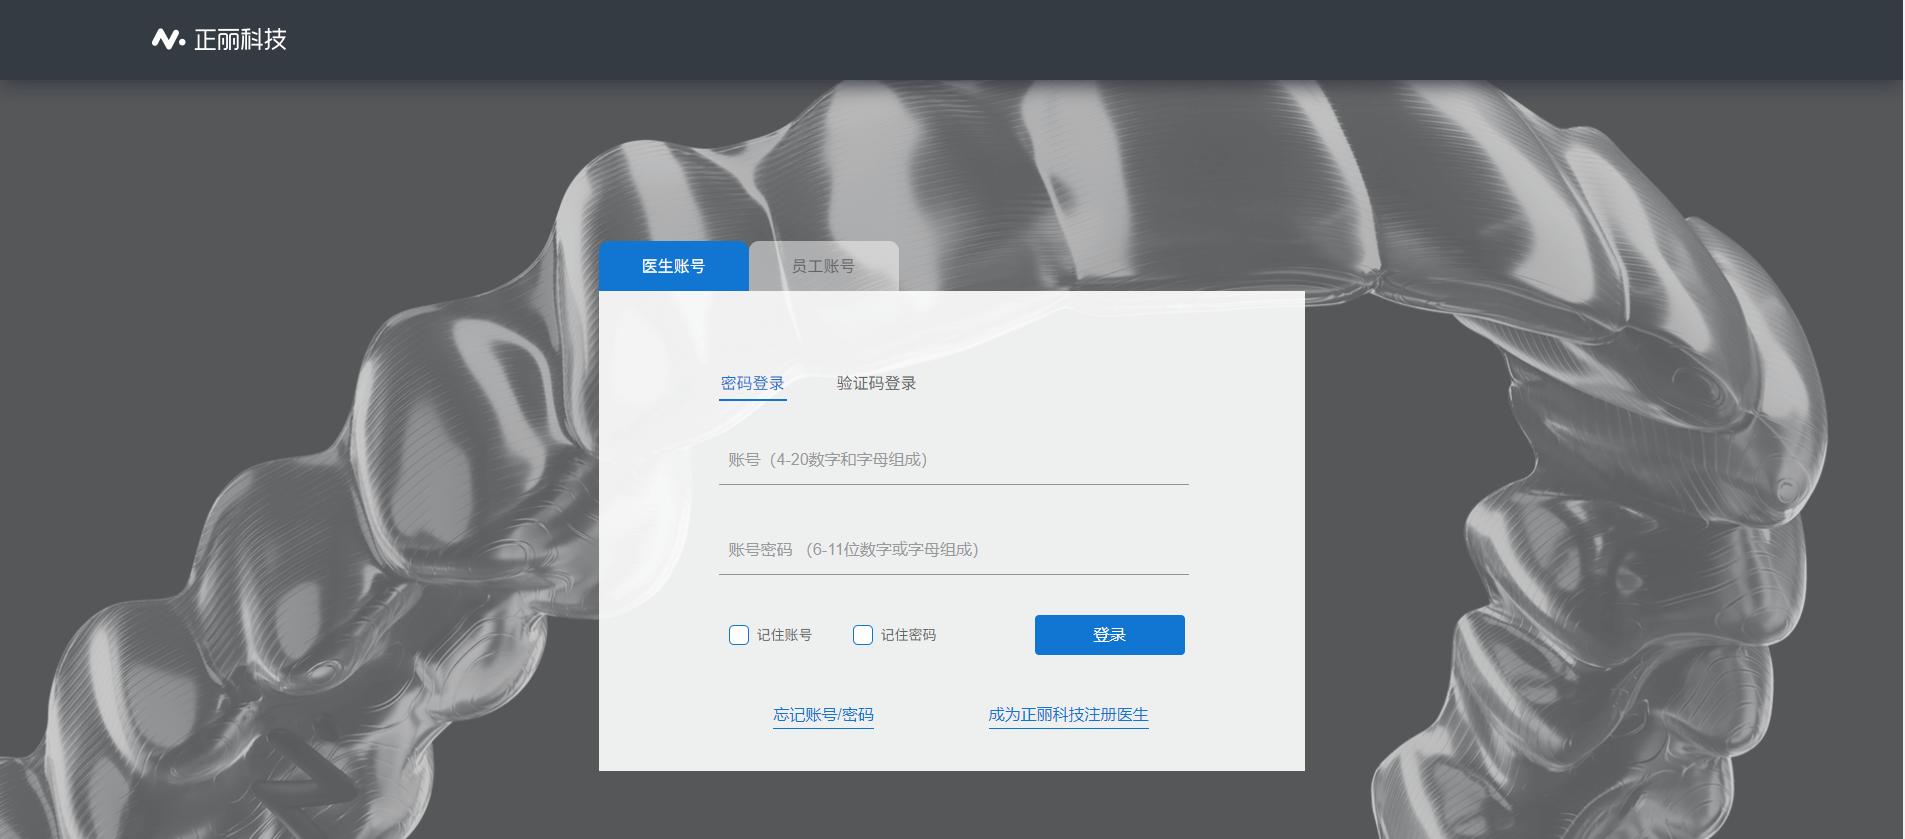 正丽科技
医生账号
员工账号
密码登录
验证码登录
账号（4-20数字和字母组成）
账号密码 （6-11位数字或字母组成）
记住账号
记住密码
登录
忘记账号/密码
成为正丽科技注册医生